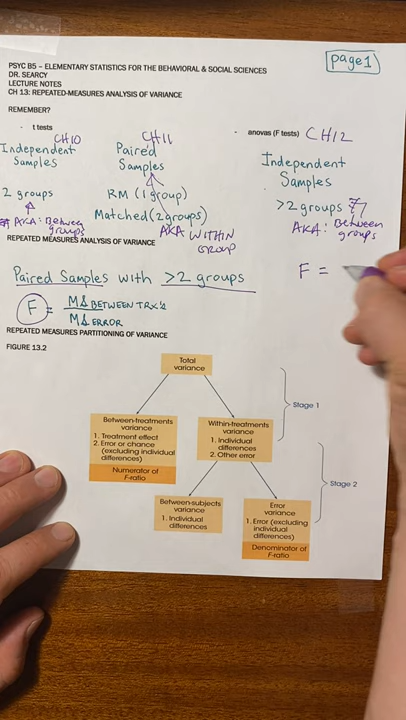 page 1
PSYC B5 – ELEMENTARY STATISTICS FOR THE BEHAVIORAL & SOCIAL SCIENCES
DR. SEARCY
LECTURE NOTES
CH 13: REPEATED-MEASURES ANALYSIS OF VARIANCE
REMEMBER?
- t tests
CH10
Independent
Samples
2 groups
AKA: Between
groups
CH11
Paired
Samples
RM (1 group)
Matched (2 groups)
AKA WITHIN
GROUP
- anovas (F tests) CH12
Independent
Samples
>2 groups
AKA: Between
groups
REPEATED MEASURES ANALYSIS OF VARIANCE
Paired Samples with >2 groups
F =
F = MS BETWEEN TRX's
MS ERROR
REPEATED MEASURES PARTITIONING OF VARIANCE
FIGURE 13.2
Total
variance
Stage 1
Between-treatments
variance
1. Treatment effect
2. Error or chance
(excluding individual
differences)
Numerator of
F-ratio
Within-treatments
variance
1. Individual
differences
2. Other error
Stage 2
Between-subjects
variance
1. Individual
differences
Error
variance
1. Error (excluding
individual
differences)
Denominator of
F-ratio